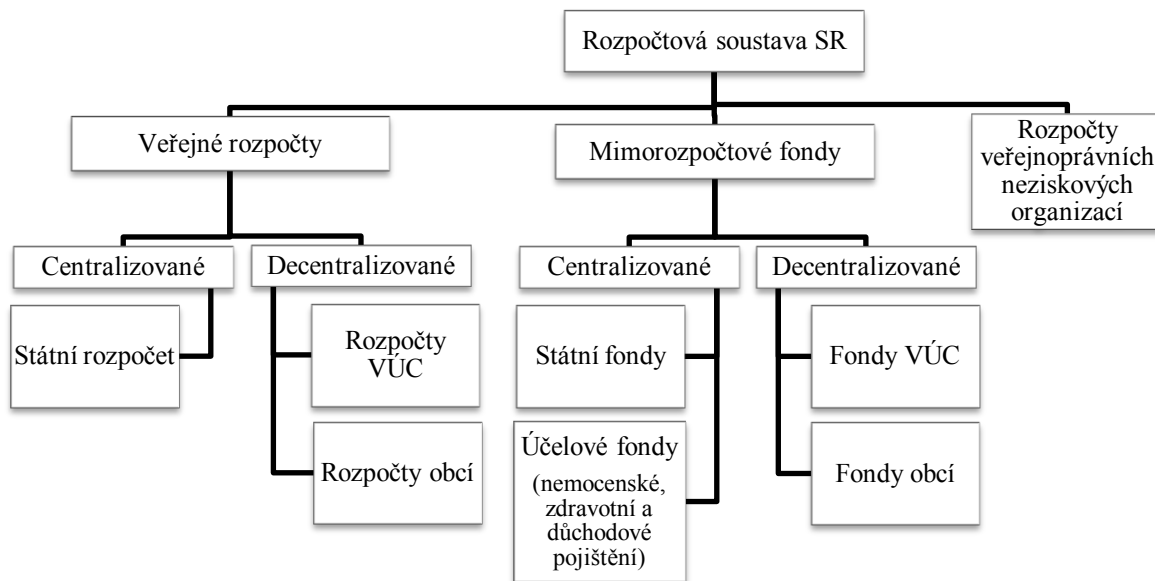 Rozpočtová soustava SR
Veřejné rozpočty
Mimorozpočtové fondy
Rozpočty
veřejnoprávních
neziskových
organizací
Centralizované
Decentralizované
Centralizované
Decentralizované
Státní rozpočet
Rozpočty
VÚC
Státní fondy
Fondy VÚC
Rozpočty obcí
Účelové fondy
(nemocenské,
zdravotní a
důchodové
pojištění)
Fondy obcí